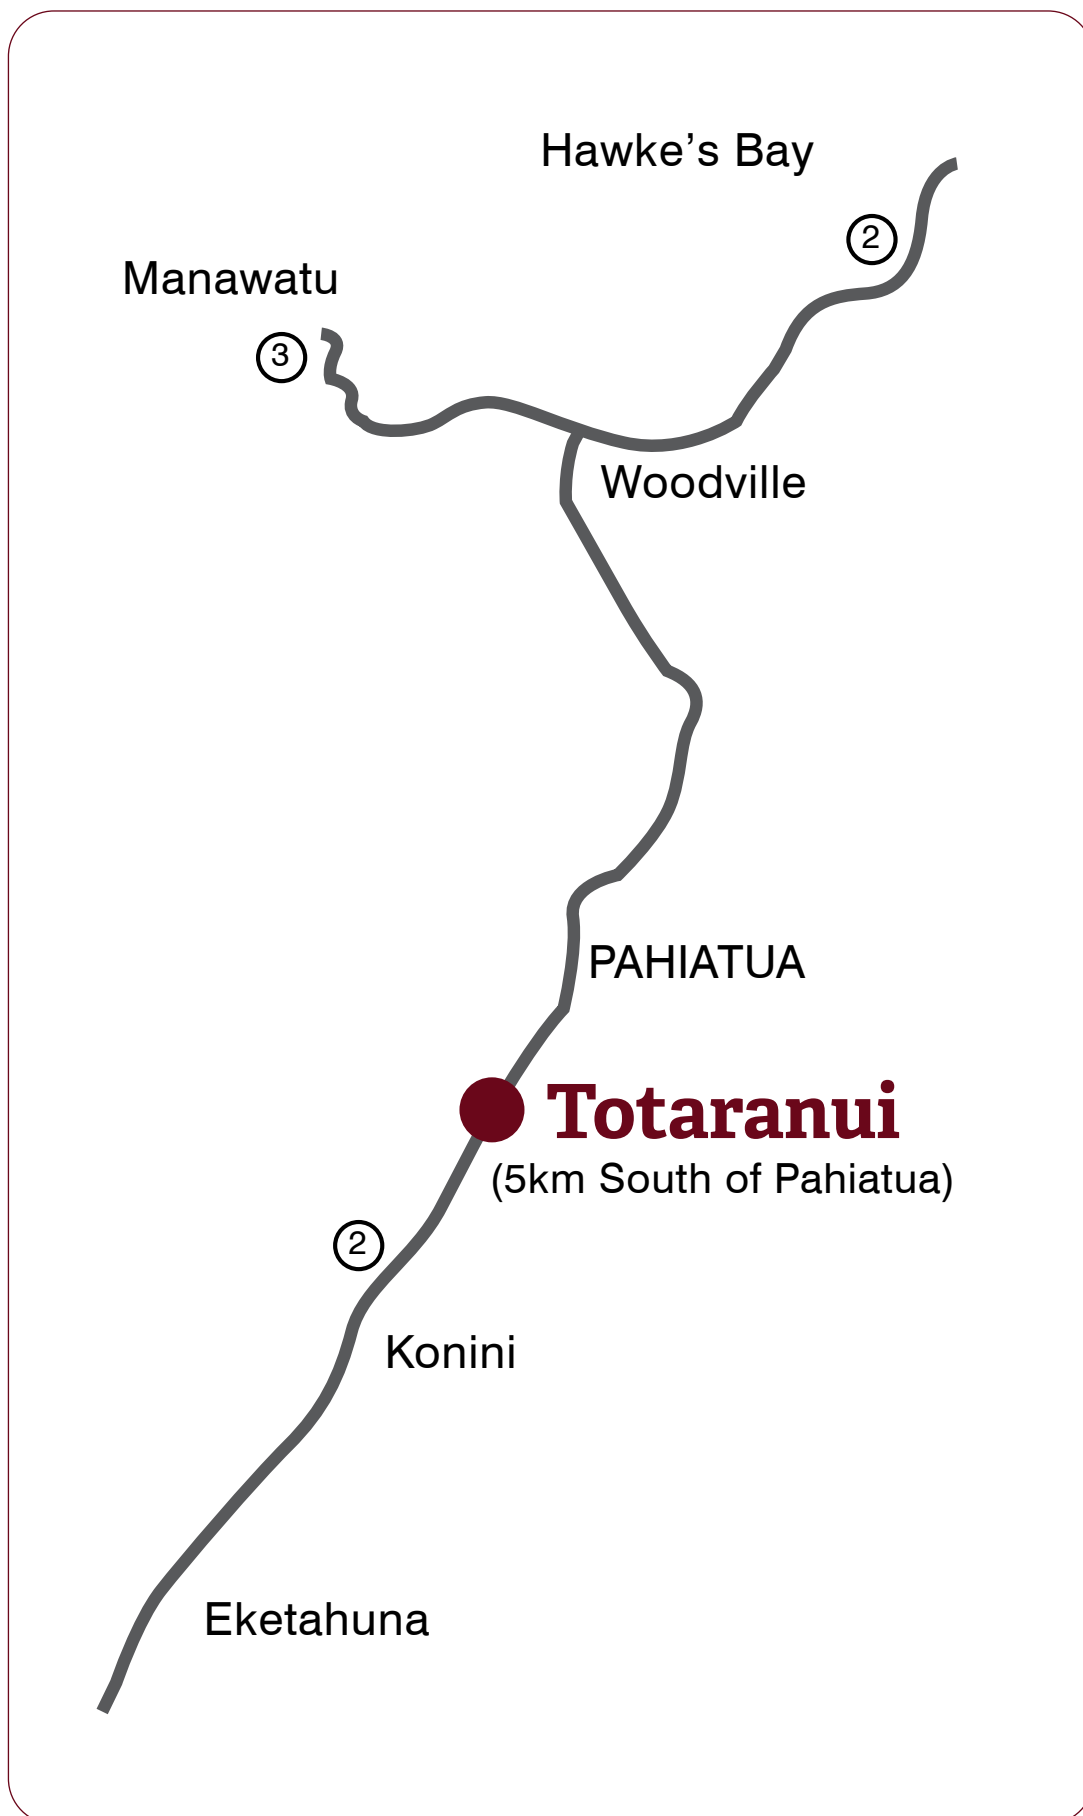 Hawke’s Bay
2
Manawatu
3
Woodville
PAHIATUA
Totaranui
(5km South of Pahiatua)
2
Konini
Eketahuna